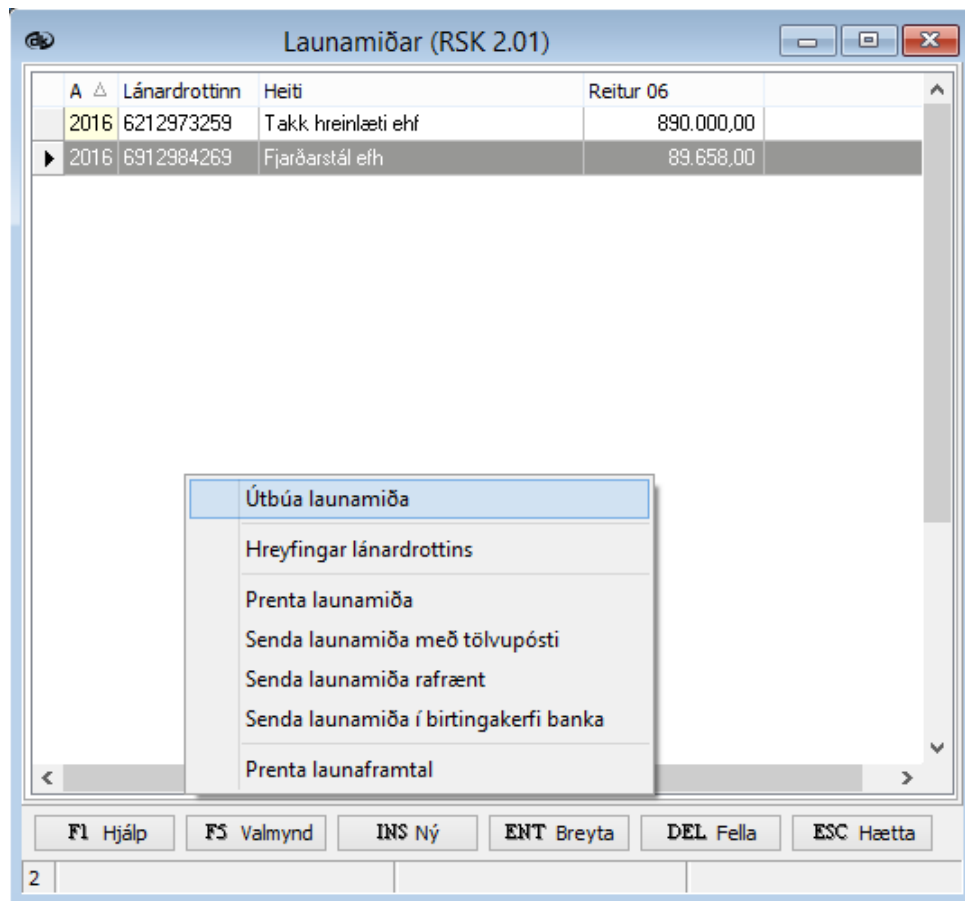 Launamiðar (RSK 2.01)
A Lánardrottinn Heiti Reitur 06
2016 6212973259 Takk hreinlæti ehf 890.000,00
2016 6912984269 Fjarðarstál efh 89.658,00
Útbúa launamiða
Hreyfingar lánardrottins
Prenta launamiða
Senda launamiða með tölvupósti
Senda launamiða rafrænt
Senda launamiða í birtingakerfi banka
Prenta launaframtal
F1 Hjálp F5 Valmynd INS Ný ENT Breyta DEL Fella ESC Hætta
2